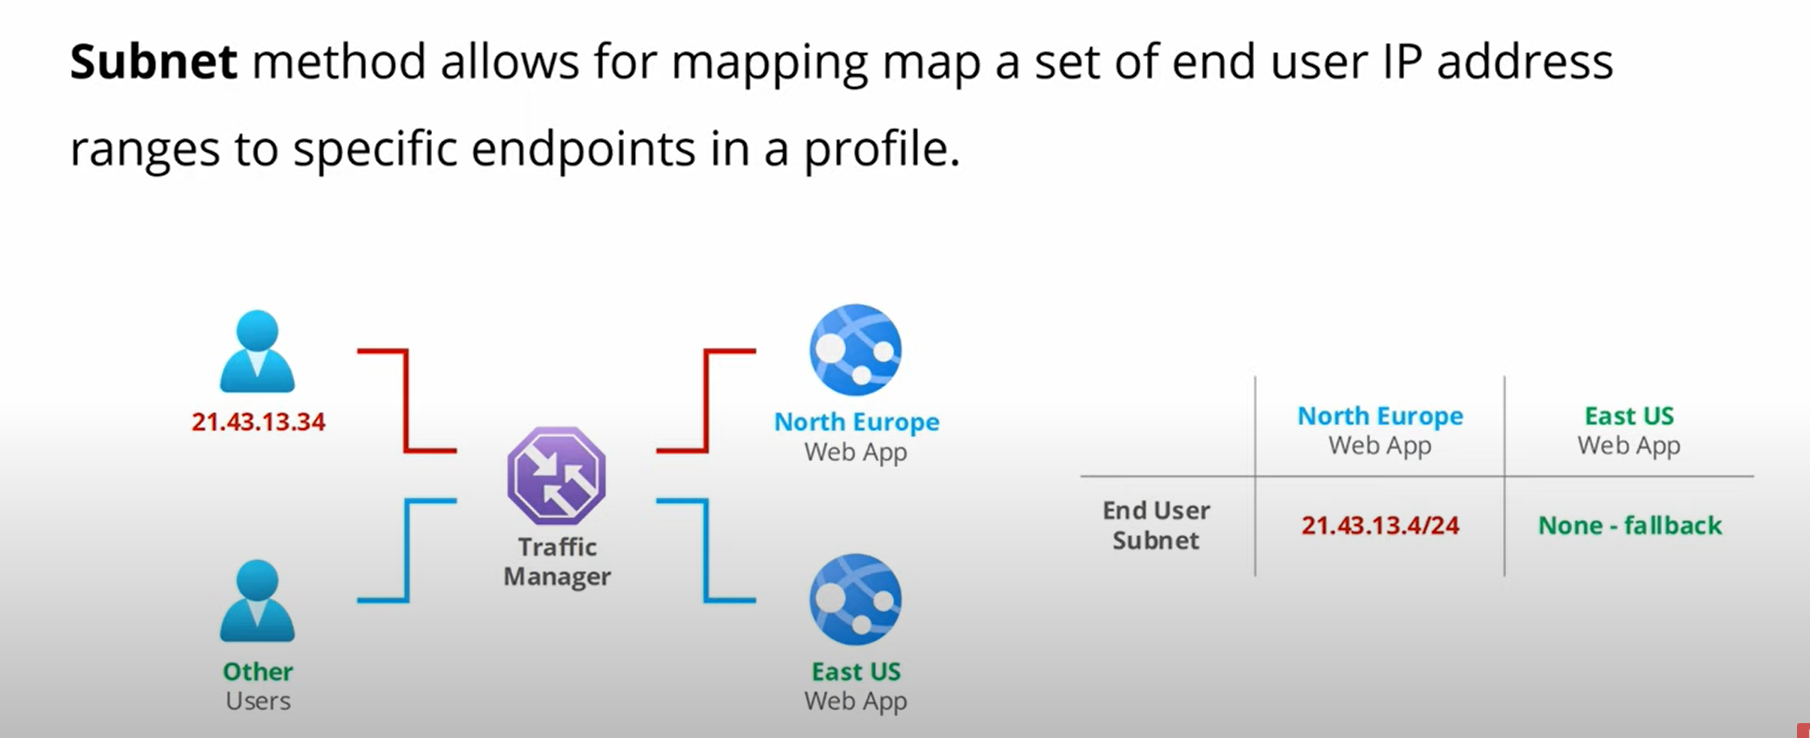 Subnet method allows for mapping map a set of end user IP address
ranges to specific endpoints in a profile.
21.43.13.34
Other
Users
Traffic
Manager
North Europe
Web App
East US
Web App
North Europe
Web App
East US
Web App
End User
Subnet
21.43.13.4/24
None - fallback